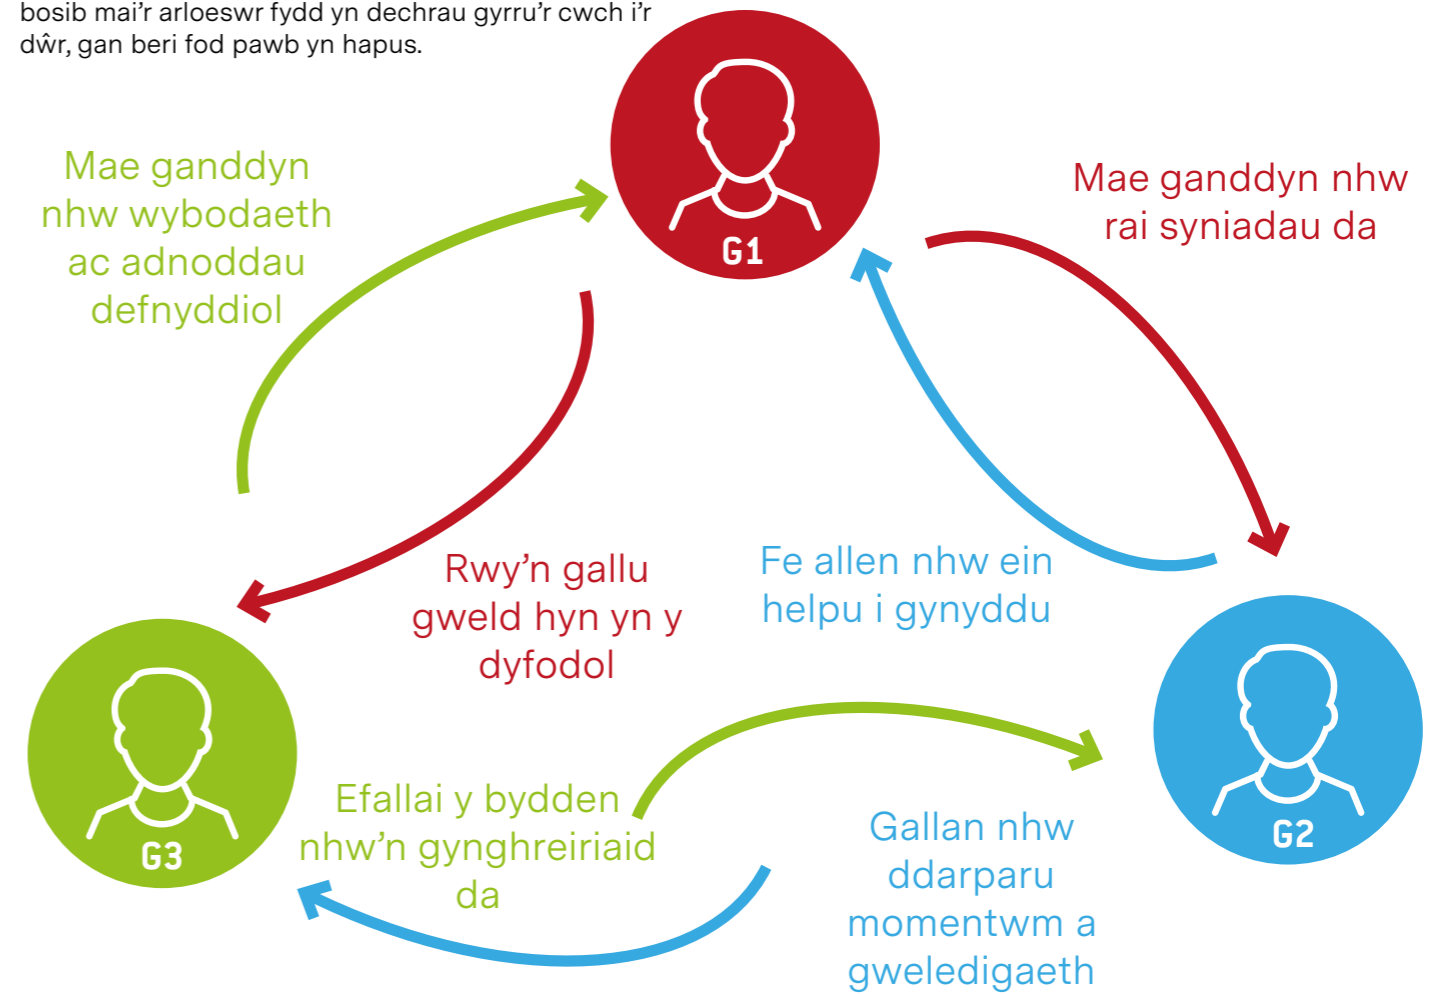 bosib mai’r arloeswr fydd yn dechrau gyrru’r cwch i’r
dŵr, gan beri fod pawb yn hapus.
G1
Mae ganddyn
nhw wybodaeth
ac adnoddau
defnyddiol
Mae ganddyn nhw
rai syniadau da
Rwy’n gallu
gweld hyn yn y
dyfodol
Fe allen nhw ein
helpu i gynyddu
G3
Efallai y bydden
nhw’n gynghreiriaid
da
Gallan nhw
ddarparu
momentwm a
gweledigaeth
G2